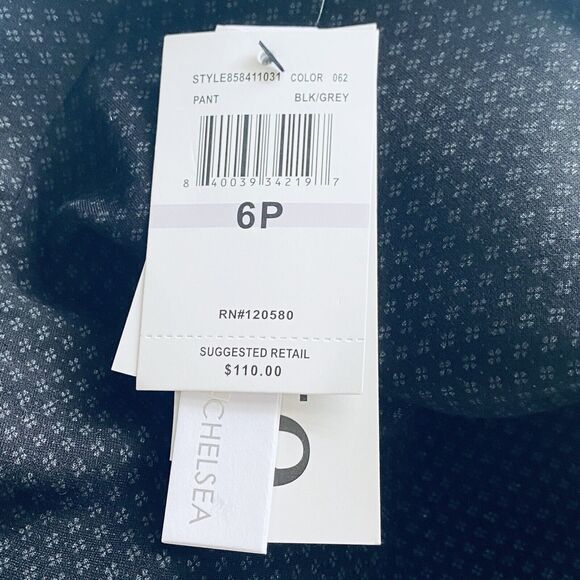 STYLE858411031 COLOR 062
PANT BLK/GREY
8 40039 34219 7
6P
RN#120580
SUGGESTED RETAIL
$110.00
CHELSEA
O